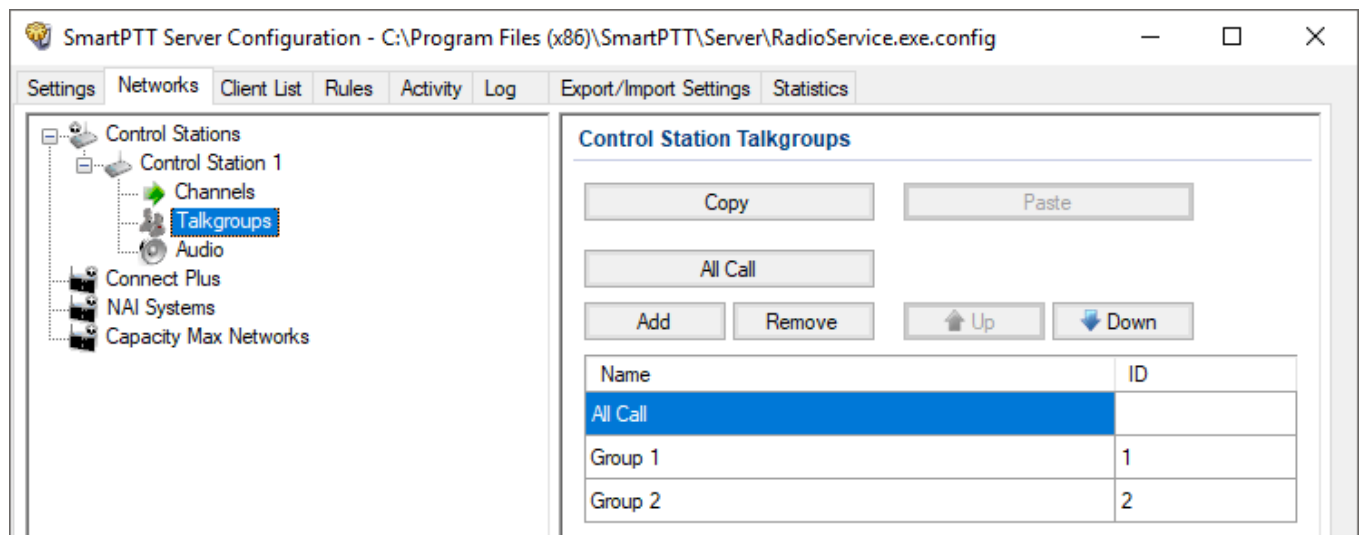 SmartPTT Server Configuration - C:\Program Files (x86)\SmartPTT\Server\RadioService.exe.config
Settings Networks Client List Rules Activity Log Export/Import Settings Statistics
Control Stations
Control Station 1
Channels
Talkgroups
Audio
Connect Plus
NAI Systems
Capacity Max Networks
Control Station Talkgroups
Copy Paste
All Call
Add Remove Up Down
Name ID
All Call
Group 1 1
Group 2 2